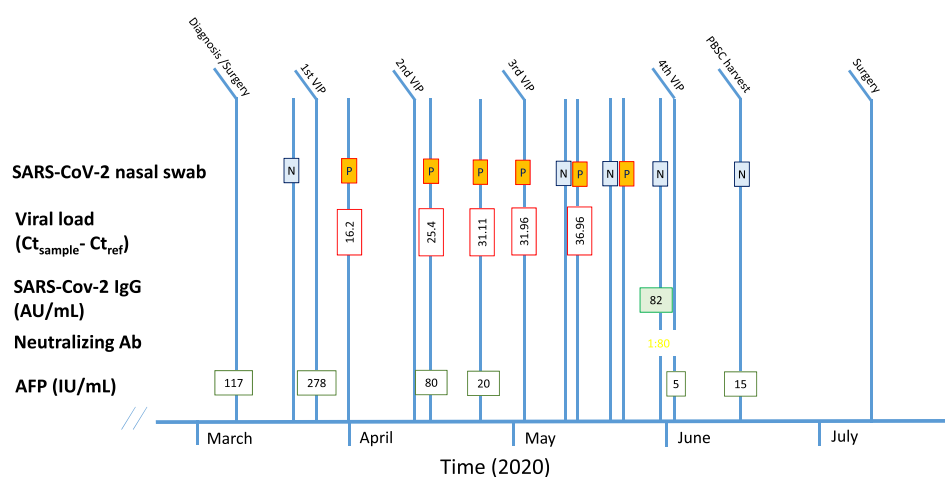 Diagnosis /Surgery
1st VIP
2nd VIP
3rd VIP
4th VIP
PBSC harvest
Surgery
SARS-CoV-2 nasal swab
N P P P P N P N P N N
Viral load
(Ctsample- Ctref)
16.2 25.4 31.11 31.96 36.96
SARS-Cov-2 IgG
(AU/mL)
82
Neutralizing Ab
1:80
AFP (IU/mL)
117 278 80 20 5 15
March April May June July
Time (2020)